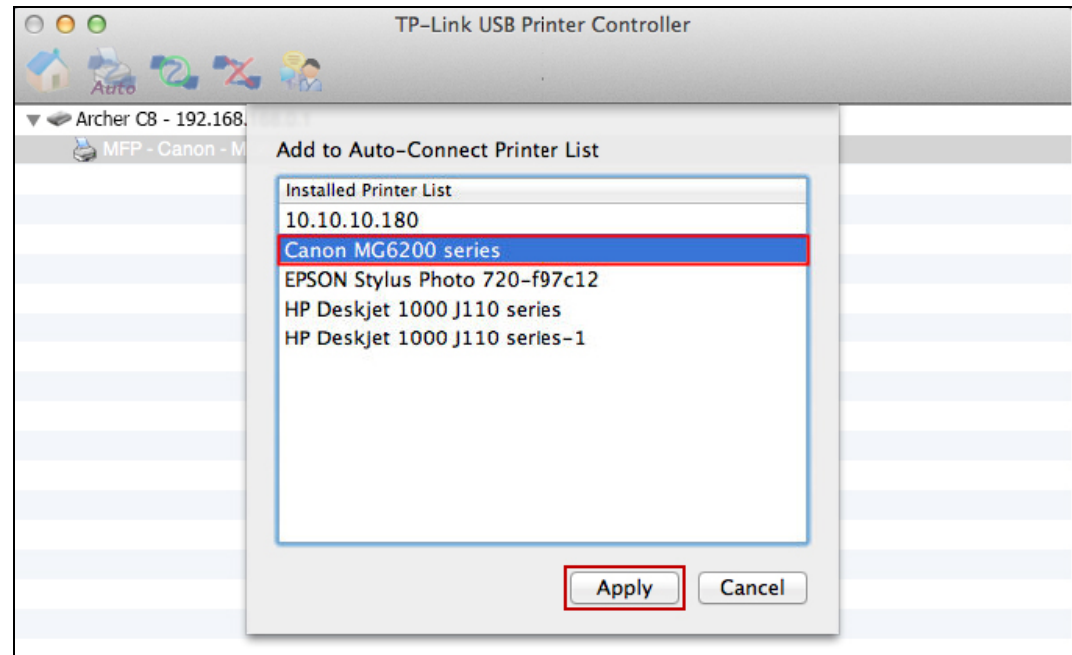 TP-Link USB Printer Controller
Auto
Archer C8 - 192.168.
MFP - Canon - M
Add to Auto-Connect Printer List
Installed Printer List
10.10.10.180
Canon MG6200 series
EPSON Stylus Photo 720-f97c12
HP Deskjet 1000 J110 series
HP Deskjet 1000 J110 series-1
Apply
Cancel